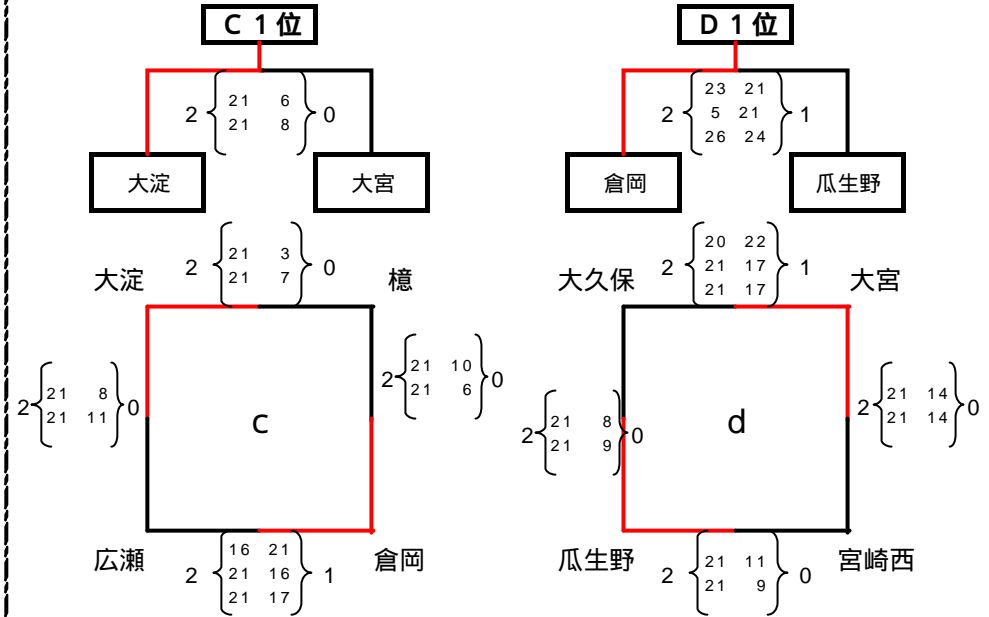 C 1 位
D 1 位
2 21 6 0
21 8
2 23 21 1
5 21
26 24
大淀
大宮
倉岡
瓜生野
大淀
2 21 3 0
21 7
檍
大久保
2 20 22 1
21 17
21 17
大宮
2 21 8 0
21 11
c
2 21 10 0
21 6
2 21 8 0
21 9
d
2 21 14 0
21 14
広瀬
2 16 21 1
21 16
21 17
倉岡
瓜生野
2 21 11 0
21 9
宮崎西